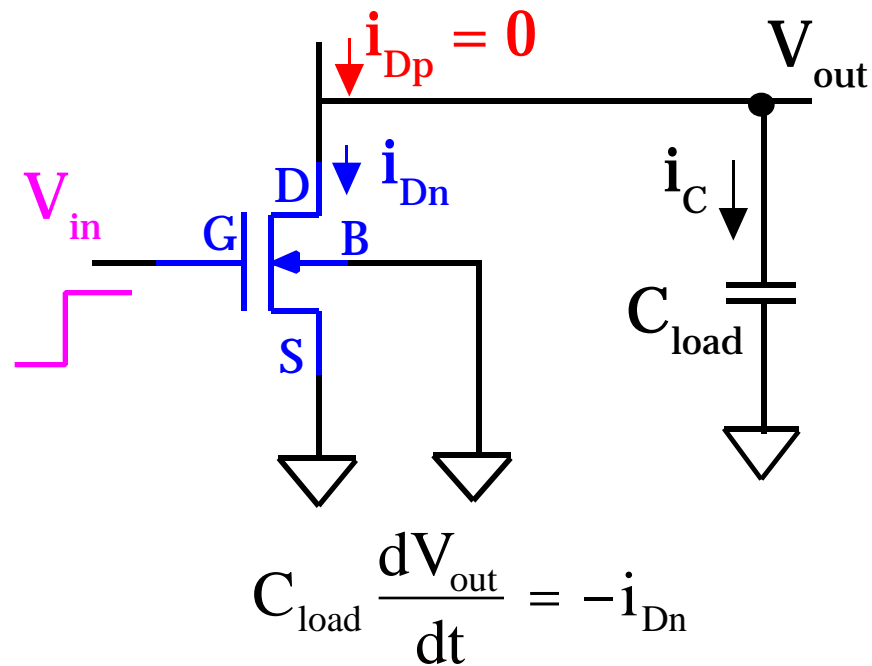 i_Dp = 0
V_out
D
i_Dn
i_C
V_in
G
B
C_load
S
C_load dV_out/dt = −i_Dn